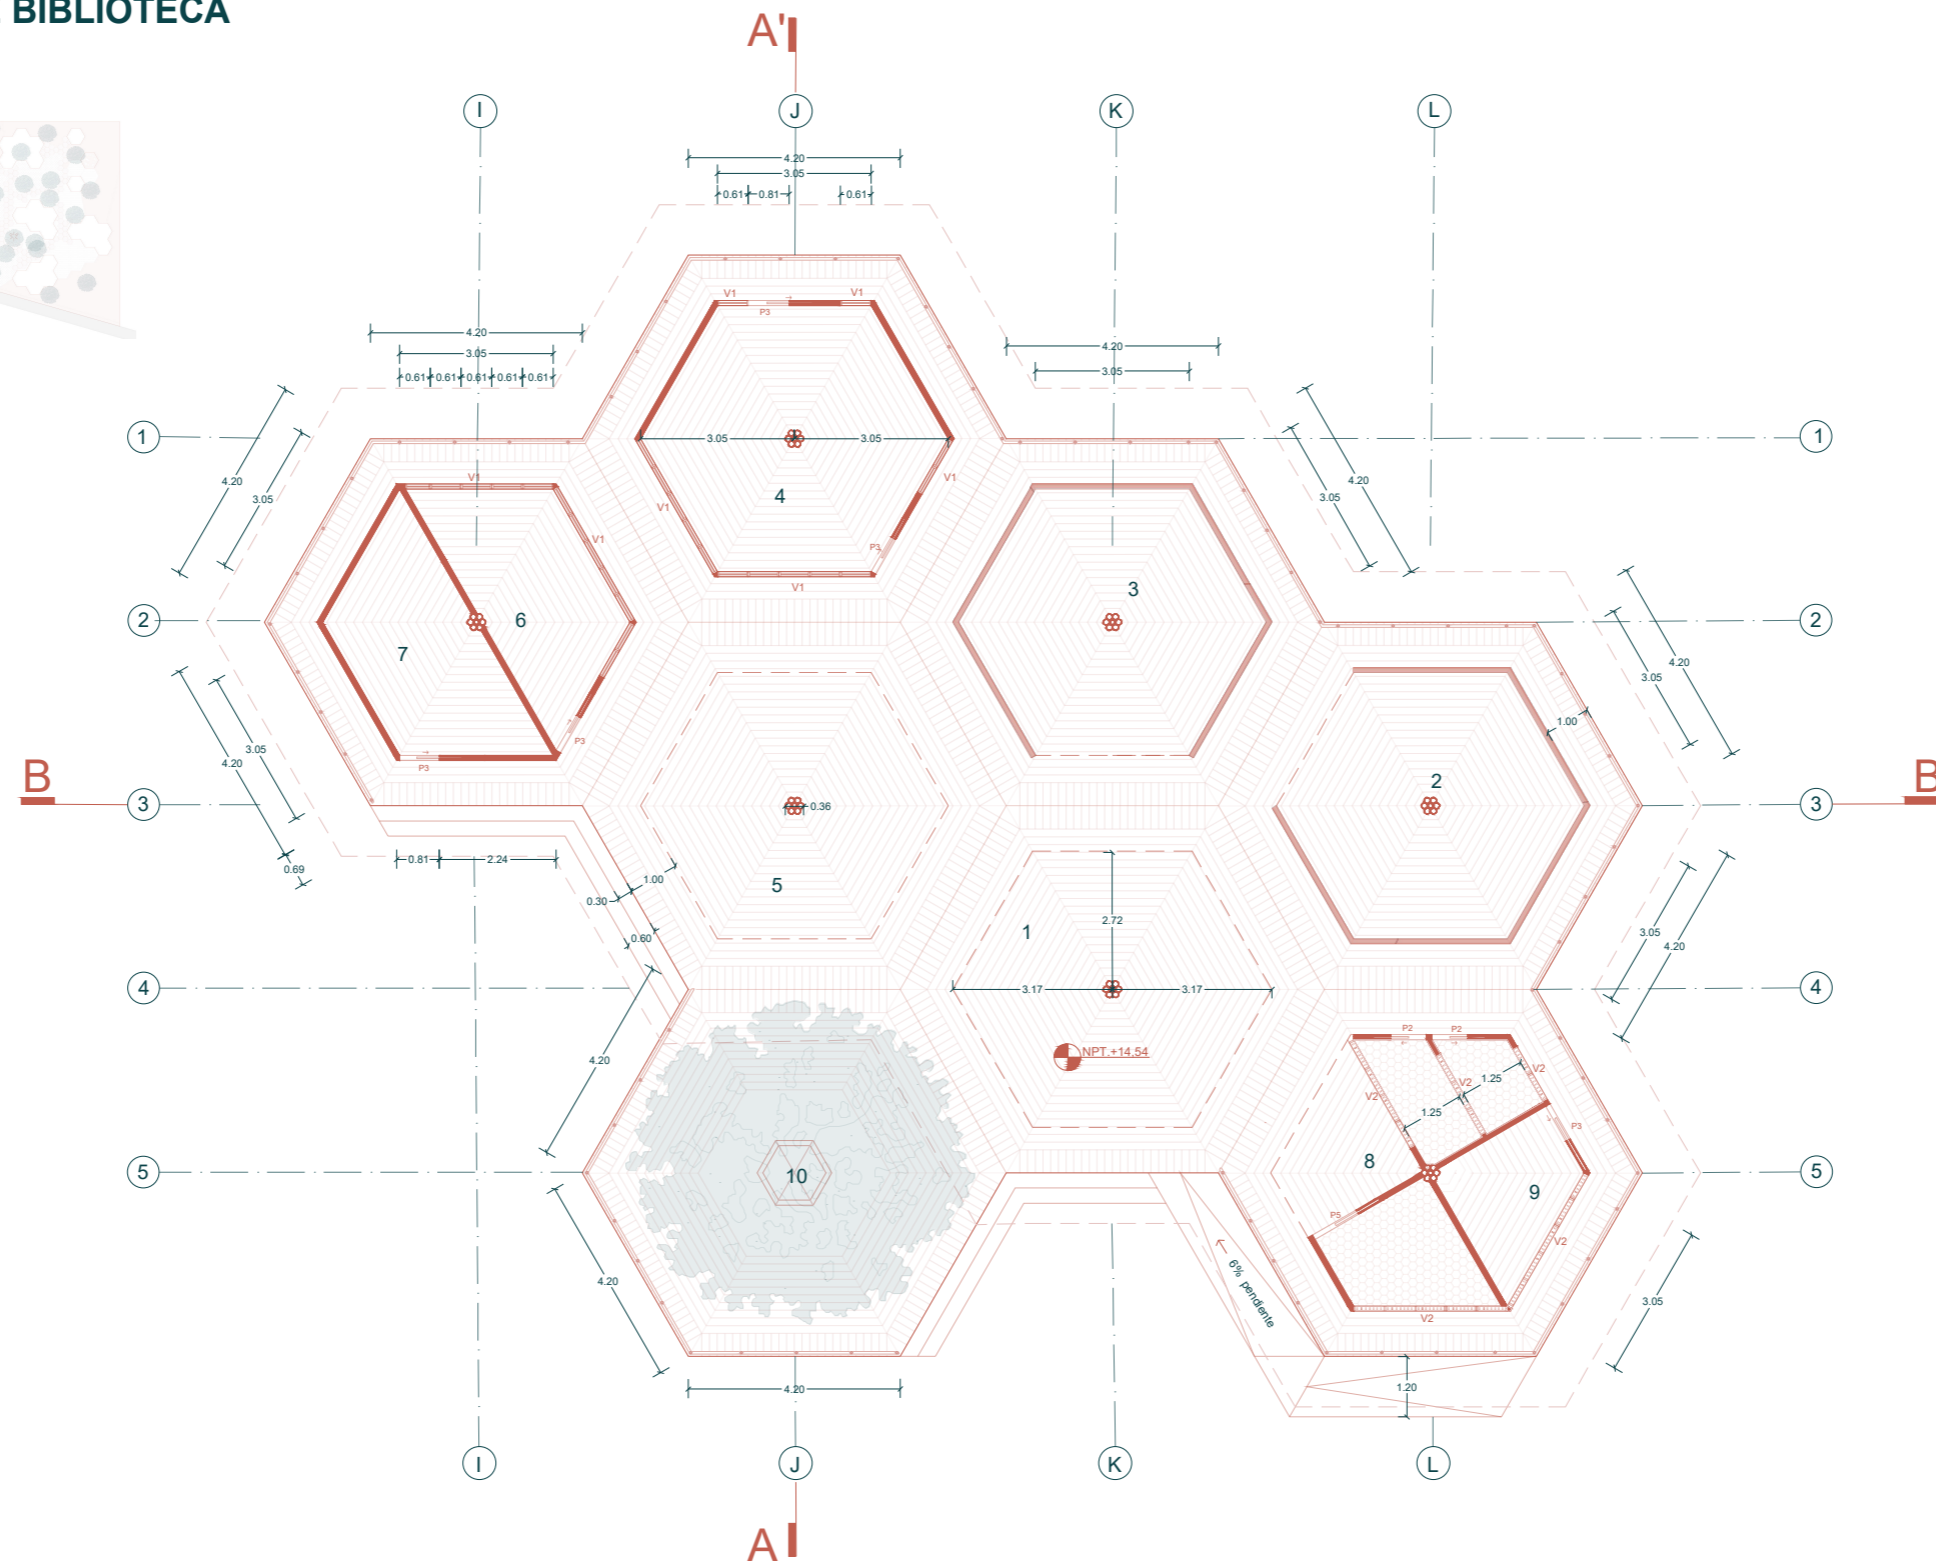 BIBLIOTECA
A'
I
J
K
L
4.20
3.05
0.61
0.81
0.61
V1
V1
P3
4.20
3.05
0.61
0.61
0.61
0.61
0.61
4.20
3.05
1
1
3.05
3.05
4.20
3.05
4.20
3.05
V1
4
V1
V1
V1
P3
V1
3
2
6
2
7
4.20
3.05
P3
P3
1.00
3.05
4.20
2
B
3
0.36
3
B
0.81
2.24
0.69
1.00
5
0.30
0.60
2.72
1
3.05
4.20
4
3.17
3.17
4
NPT.+14.54
P2
P2
V2
V2
1.25
V2
1.25
P3
4.20
5
10
8
9
5
P5
V2
4.20
6% pendiente
3.05
V2
4.20
1.20
I
J
K
L
A